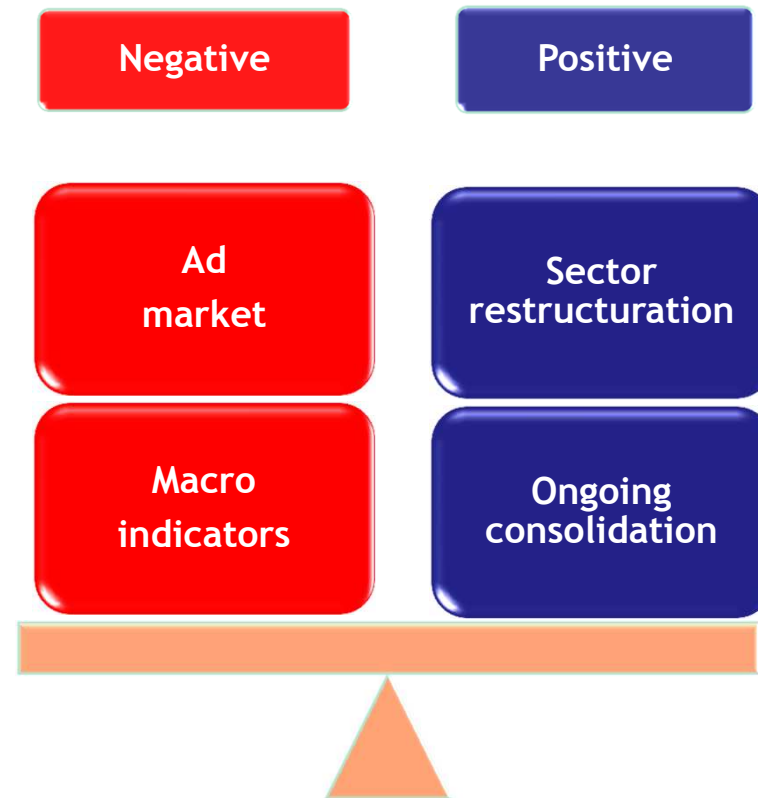 Negative
Positive
Ad
market
Sector
restructuration
Macro
indicators
Ongoing
consolidation